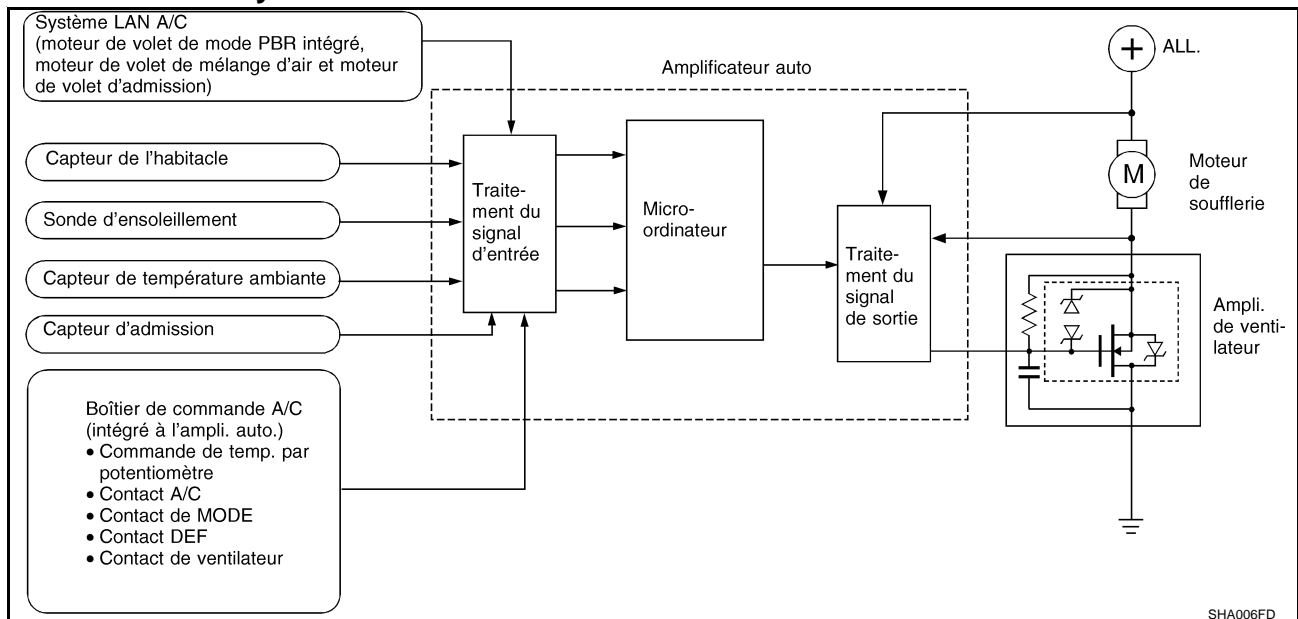 Système LAN A/C
(moteur de volet de mode PBR intégré,
moteur de volet de mélange d'air et moteur
de volet d'admission)
Amplificateur auto
ALL.
Capteur de l'habitacle
Sonde d'ensoleillement
Capteur de température ambiante
Capteur d'admission
Traite-
ment du
signal
d'entrée
Micro-
ordinateur
Traite-
ment du
signal
de sortie
M
Moteur
de
soufflerie
Ampli.
de venti-
lateur
Boîtier de commande A/C
(intégré à l'ampli. auto.)
• Commande de temp. par
potentiomètre
• Contact A/C
• Contact de MODE
• Contact DEF
• Contact de ventilateur
SHA006FD